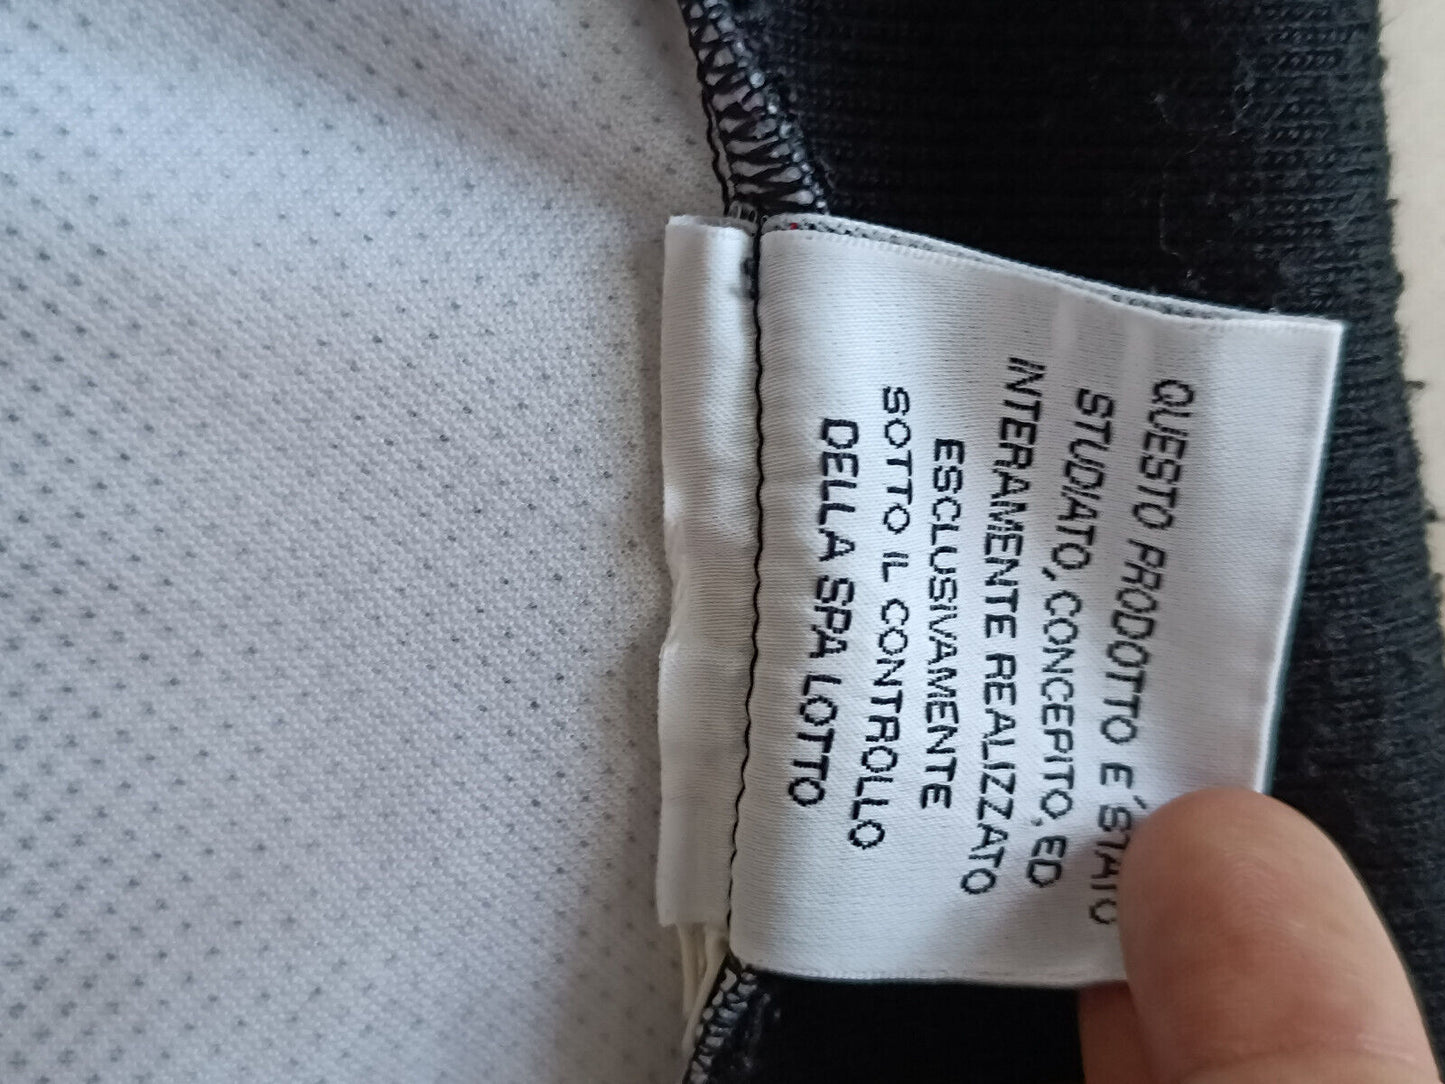 QUESTO PRODOTTO E' STATO
STUDIATO, CONCEPITO, ED
INTERAMENTE REALIZZATO
ESCLUSIVAMENTE
SOTTO IL CONTROLLO
DELLA SPA LOTTO